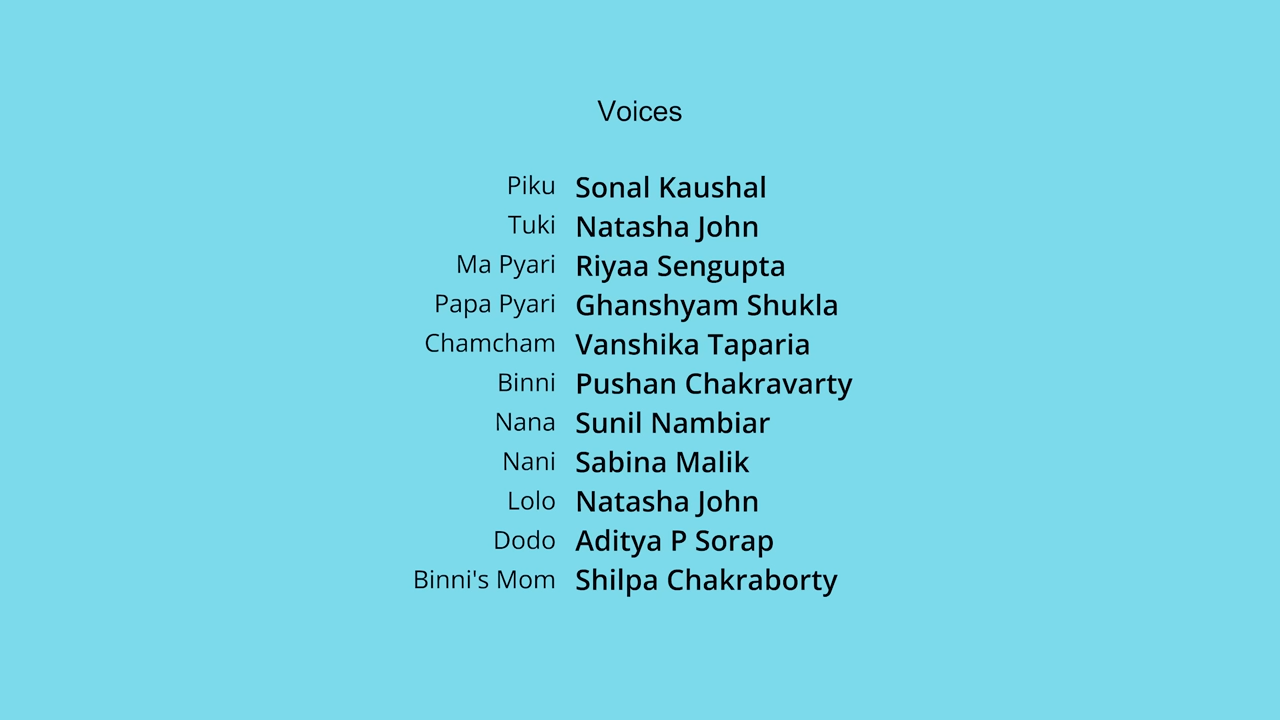 Voices
Piku Sonal Kaushal
Tuki Natasha John
Ma Pyari Riyaa Sengupta
Papa Pyari Ghanshyam Shukla
Chamcham Vanshika Taparia
Binni Pushan Chakravarty
Nana Sunil Nambiar
Nani Sabina Malik
Lolo Natasha John
Dodo Aditya P Sorap
Binni's Mom Shilpa Chakraborty